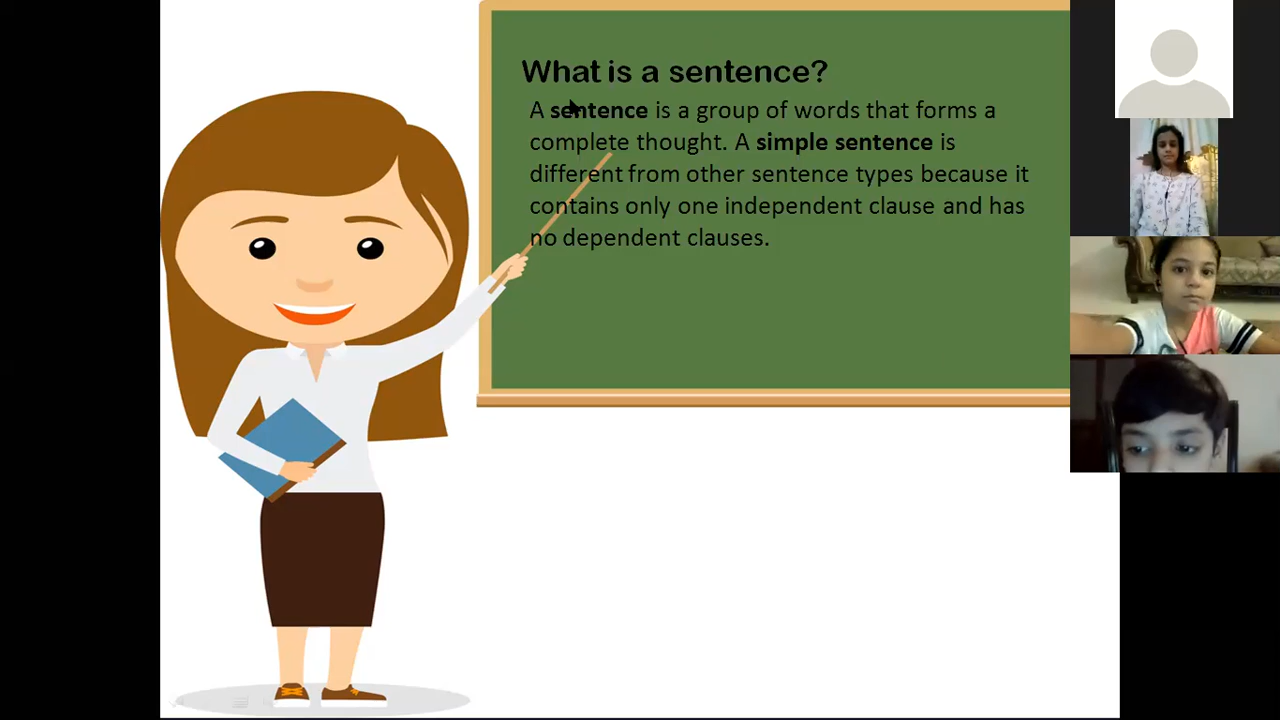 What is a sentence?
A sentence is a group of words that forms a
complete thought. A simple sentence is
different from other sentence types because it
contains only one independent clause and has
no dependent clauses.